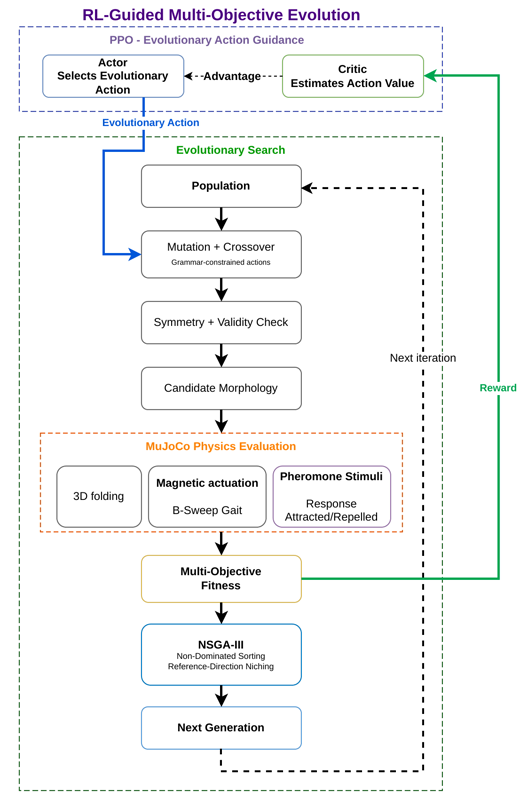 RL-Guided Multi-Objective Evolution
PPO - Evolutionary Action Guidance
Actor
Selects Evolutionary
Action
Advantage
Critic
Estimates Action Value
Evolutionary Action
Evolutionary Search
Population
Mutation + Crossover
Grammar-constrained actions
Symmetry + Validity Check
Next iteration
Candidate Morphology
Reward
MuJoCo Physics Evaluation
3D folding
Magnetic actuation
B-Sweep Gait
Pheromone Stimuli
Response
Attracted/Repelled
Multi-Objective
Fitness
NSGA-III
Non-Dominated Sorting
Reference-Direction Niching
Next Generation